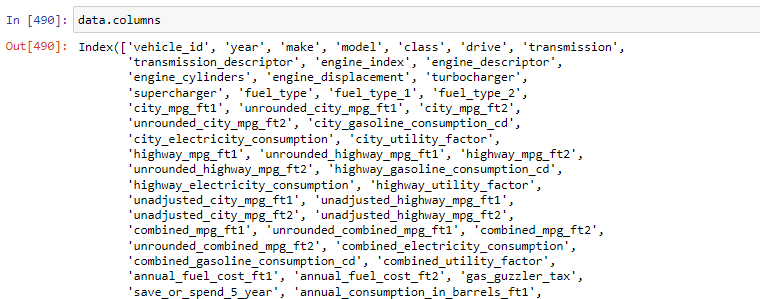 In [490]: data.columns
Out[490]: Index(['vehicle_id', 'year', 'make', 'model', 'class', 'drive', 'transmission',
'transmission_descriptor', 'engine_index', 'engine_descriptor',
'engine_cylinders', 'engine_displacement', 'turbocharger',
'supercharger', 'fuel_type', 'fuel_type_1', 'fuel_type_2',
'city_mpg_ft1', 'unrounded_city_mpg_ft1', 'city_mpg_ft2',
'unrounded_city_mpg_ft2', 'city_gasoline_consumption_cd',
'city_electricity_consumption', 'city_utility_factor',
'highway_mpg_ft1', 'unrounded_highway_mpg_ft1', 'highway_mpg_ft2',
'unrounded_highway_mpg_ft2', 'highway_gasoline_consumption_cd',
'highway_electricity_consumption', 'highway_utility_factor',
'unadjusted_city_mpg_ft1', 'unadjusted_highway_mpg_ft1',
'unadjusted_city_mpg_ft2', 'unadjusted_highway_mpg_ft2',
'combined_mpg_ft1', 'unrounded_combined_mpg_ft1', 'combined_mpg_ft2',
'unrounded_combined_mpg_ft2', 'combined_electricity_consumption',
'combined_gasoline_consumption_cd', 'combined_utility_factor',
'annual_fuel_cost_ft1', 'annual_fuel_cost_ft2', 'gas_guzzler_tax',
'save_or_spend_5_year', 'annual_consumption_in_barrels_ft1',